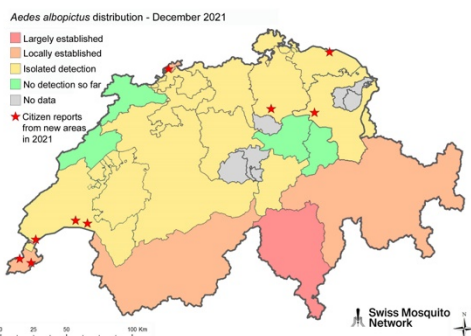 Aedes albopictus distribution - December 2021
Largely established
Locally established
Isolated detection
No detection so far
No data
Citizen reports
from new areas
in 2021
0 25 50 100 Km
Swiss Mosquito
Network
N